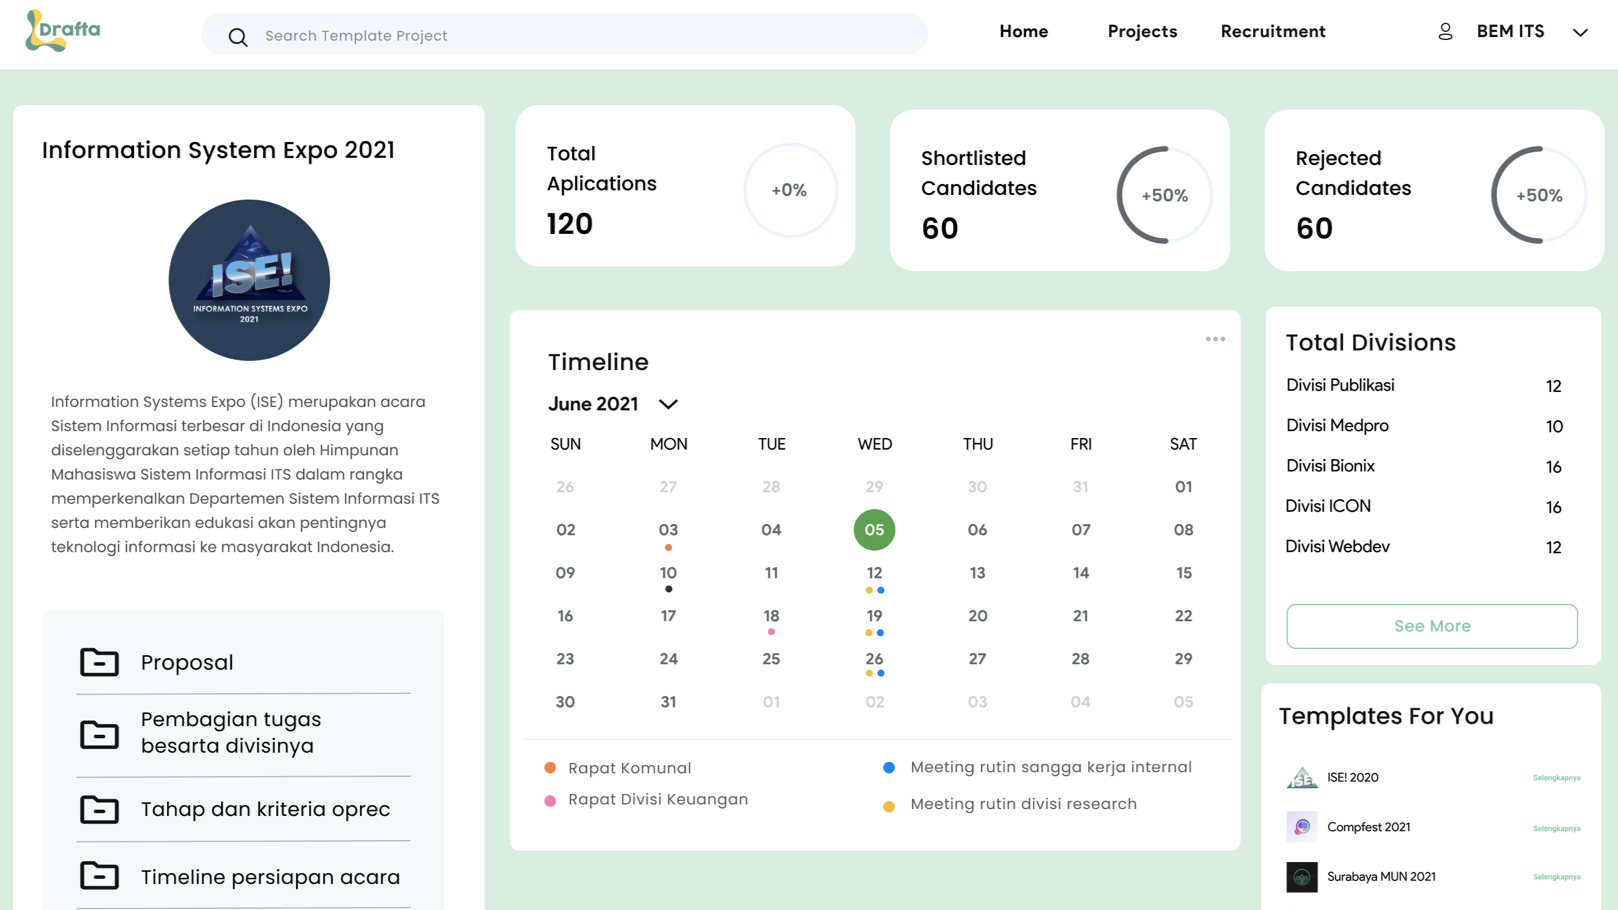 Drafta
Search Template Project
Home
Projects
Recruitment
BEM ITS
Information System Expo 2021
ISE!
INFORMATION SYSTEMS EXPO
2021
Information Systems Expo (ISE) merupakan acara
Sistem Informasi terbesar di Indonesia yang
diselenggarakan setiap tahun oleh Himpunan
Mahasiswa Sistem Informasi ITS dalam rangka
memperkenalkan Departemen Sistem Informasi ITS
serta memberikan edukasi akan pentingnya
teknologi informasi ke masyarakat Indonesia.
Proposal
Pembagian tugas
besarta divisinya
Tahap dan kriteria oprec
Timeline persiapan acara
Total
Aplications
120
+0%
Shortlisted
Candidates
60
+50%
Rejected
Candidates
60
+50%
Timeline
June 2021
SUN MON TUE WED THU FRI SAT
26 27 28 29 30 31 01
02 03 04 05 06 07 08
09 10 11 12 13 14 15
16 17 18 19 20 21 22
23 24 25 26 27 28 29
30 31 01 02 03 04 05
Rapat Komunal
Rapat Divisi Keuangan
Meeting rutin sangga kerja internal
Meeting rutin divisi research
Total Divisions
Divisi Publikasi 12
Divisi Medpro 10
Divisi Bionix 16
Divisi ICON 16
Divisi Webdev 12
See More
Templates For You
ISE
ISE! 2020 Selengkapnya
Compfest 2021 Selengkapnya
Surabaya MUN 2021 Selengkapnya